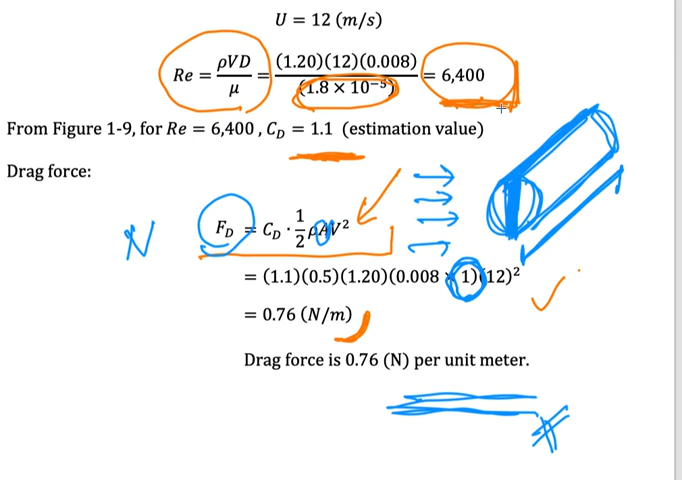 U = 12 (m/s)
Re = ρVD/μ = (1.20)(12)(0.008)/(1.8 × 10⁻⁵) = 6,400
From Figure 1-9, for Re = 6,400 , C_D = 1.1 (estimation value)
Drag force:
N
F_D = C_D · 1/2 ρAV²
= (1.1)(0.5)(1.20)(0.008 × 1)(12)²
= 0.76 (N/m)
Drag force is 0.76 (N) per unit meter.